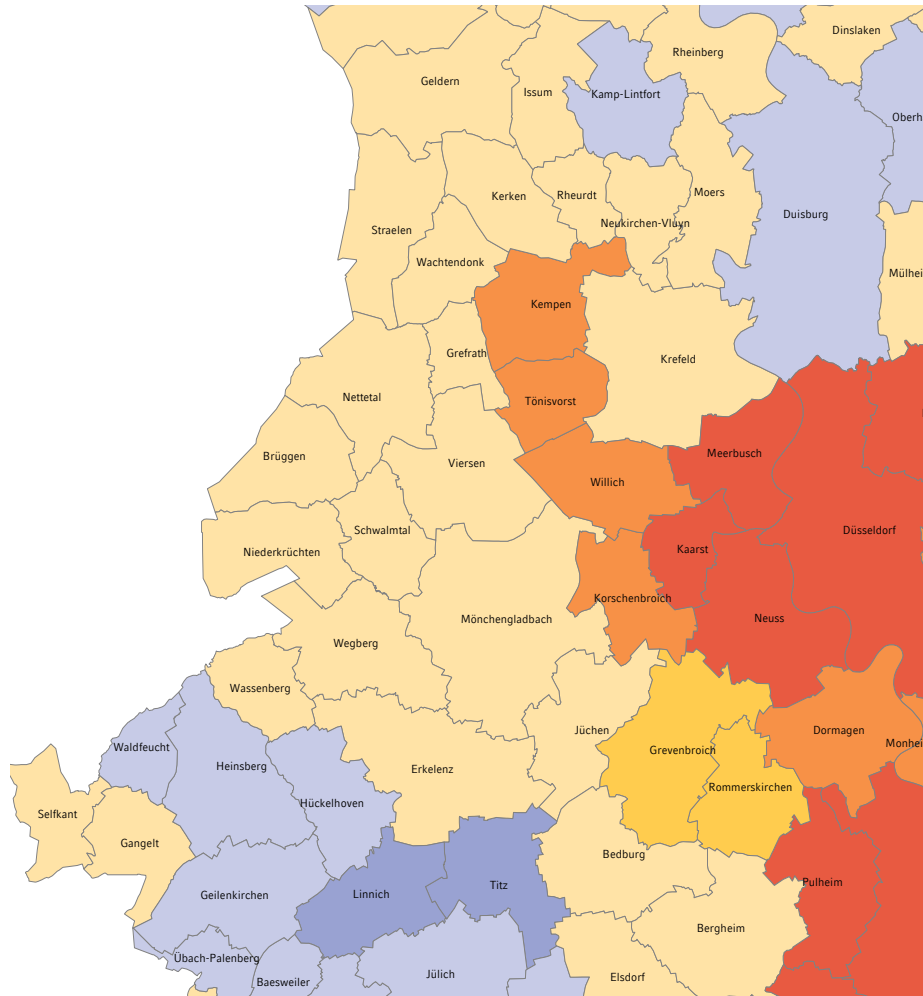 Dinslaken
Rheinberg
Geldern
Issum
Kamp-Lintfort
Oberh
Kerken
Rheurdt
Moers
Duisburg
Neukirchen-Vluyn
Straelen
Wachtendonk
Mülhei
Kempen
Grefrath
Krefeld
Nettetal
Tönisvorst
Brüggen
Viersen
Meerbusch
Willich
Schwalmtal
Düsseldorf
Niederkrüchten
Kaarst
Korschenbroich
Mönchengladbach
Neuss
Wegberg
Wassenberg
Jüchen
Dormagen
Waldfeucht
Grevenbroich
Monhei
Heinsberg
Erkelenz
Rommerskirchen
Hückelhoven
Selfkant
Gangelt
Bedburg
Pulheim
Geilenkirchen
Linnich
Titz
Bergheim
Übach-Palenberg
Jülich
Elsdorf
Baesweiler